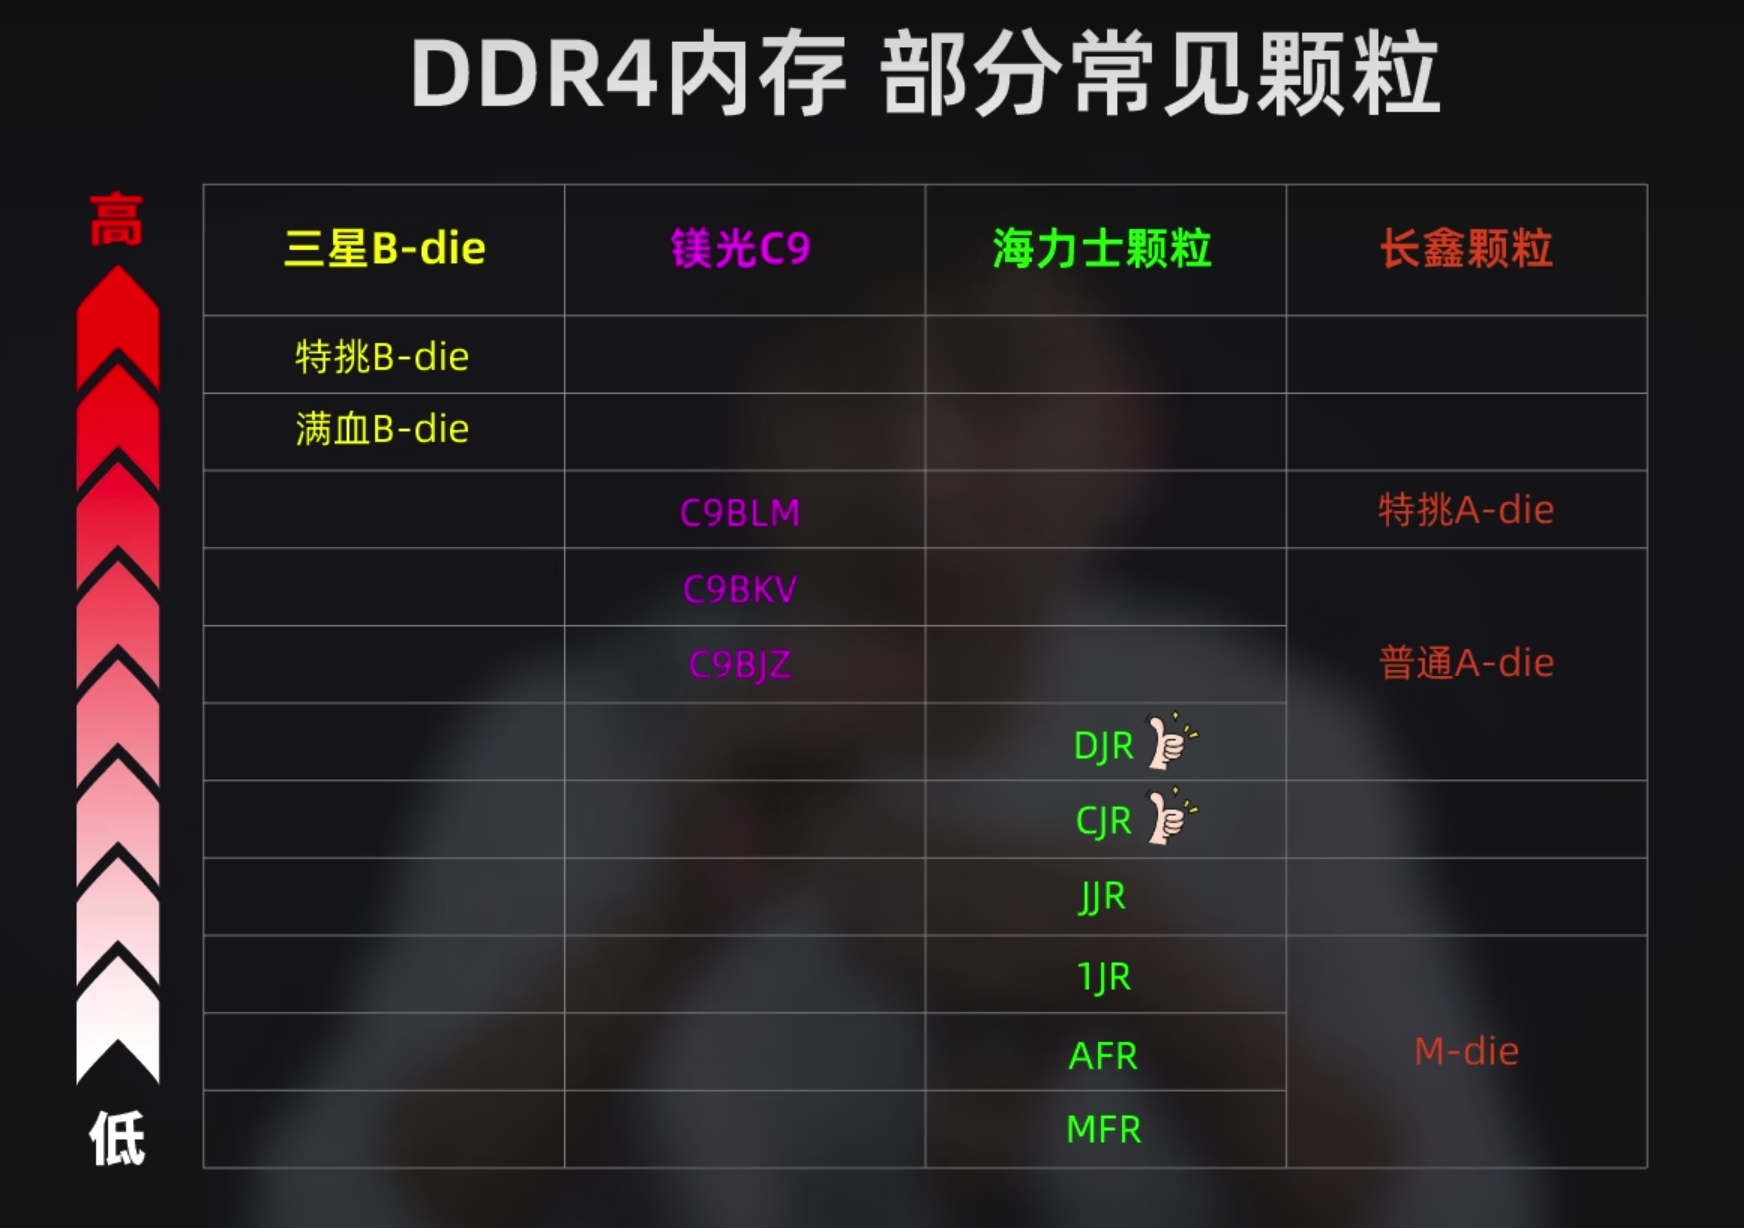 DDR4内存 部分常见颗粒
高
三星B-die 镁光C9 海力士颗粒 长鑫颗粒
特挑B-die
满血B-die
C9BLM 特挑A-die
C9BKV
C9BJZ 普通A-die
DJR
CJR
JJR
1JR
AFR M-die
MFR
低